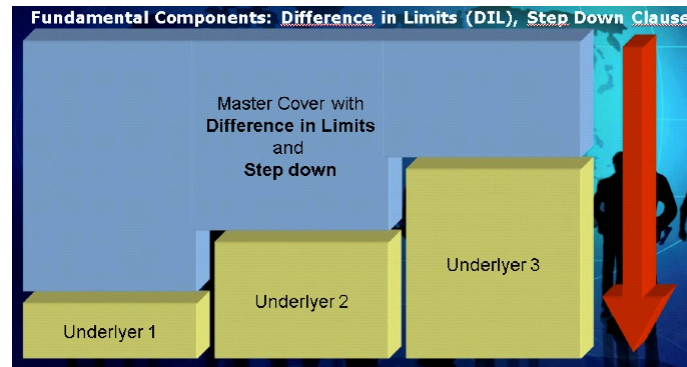 Fundamental Components: Difference in Limits (DIL), Step Down Clause
Master Cover with
Difference in Limits
and
Step down
Underlyer 1
Underlyer 2
Underlyer 3